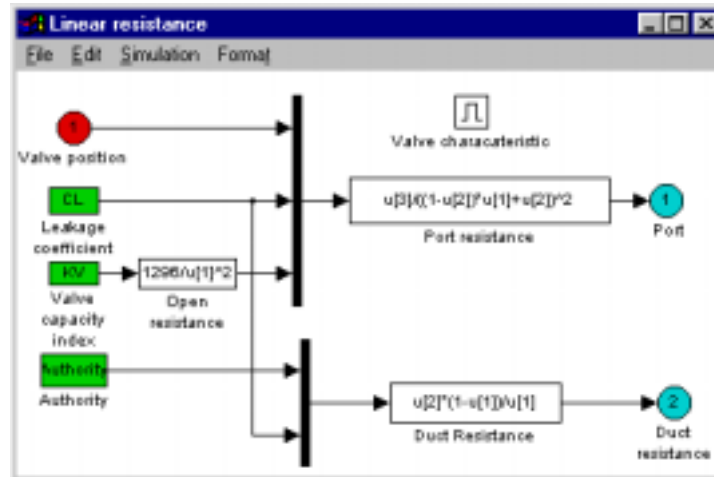 Linear resistance
File Edit Simulation Format
1
Valve position
Valve characateristic
CL
Leakage
coefficient
u[3]/((1-u[2])*u[1]+u[2])^2
Port resistance
1
Port
KV
Valve
capacity
index
1296/u[1]^2
Open
resistance
Authority
Authority
u[2]*(1-u[1])/u[1]
Duct Resistance
2
Duct
resistance